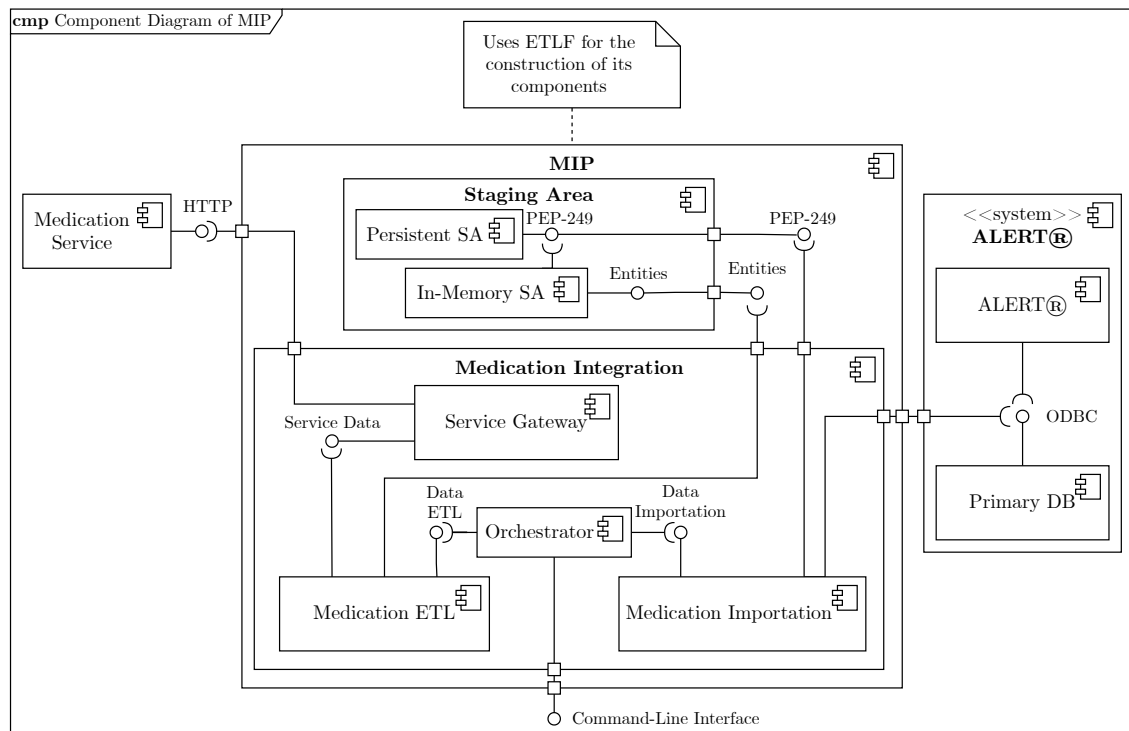 cmp Component Diagram of MIP
Uses ETLF for the
construction of its
components
MIP
Staging Area
PEP-249
PEP-249
Persistent SA
Entities
Entities
In-Memory SA
HTTP
Medication
Service
<<system>>
ALERT®
ALERT®
ODBC
Primary DB
Medication Integration
Service Gateway
Service Data
Data
ETL
Orchestrator
Data
Importation
Medication ETL
Medication Importation
Command-Line Interface